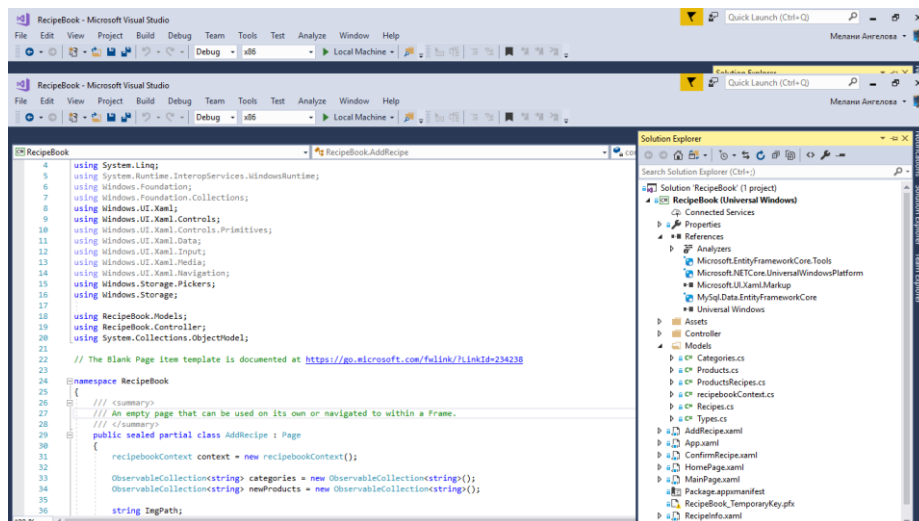 RecipeBook - Microsoft Visual Studio
Quick Launch (Ctrl+Q)
File Edit View Project Build Debug Team Tools Test Analyze Window Help
Мелани Ангелова
Debug x86 Local Machine
Solution Explorer
RecipeBook - Microsoft Visual Studio
Quick Launch (Ctrl+Q)
File Edit View Project Build Debug Team Tools Test Analyze Window Help
Мелани Ангелова
Debug x86 Local Machine
RecipeBook RecipeBook.AddRecipe
4 using System.Linq;
5 using System.Runtime.InteropServices.WindowsRuntime;
6 using Windows.Foundation;
7 using Windows.Foundation.Collections;
8 using Windows.UI.Xaml;
9 using Windows.UI.Xaml.Controls;
10 using Windows.UI.Xaml.Controls.Primitives;
11 using Windows.UI.Xaml.Data;
12 using Windows.UI.Xaml.Input;
13 using Windows.UI.Xaml.Media;
14 using Windows.UI.Xaml.Navigation;
15 using Windows.Storage.Pickers;
16 using Windows.Storage;
17
18 using RecipeBook.Models;
19 using RecipeBook.Controller;
20 using System.Collections.ObjectModel;
21
22 // The Blank Page item template is documented at https://go.microsoft.com/fwlink/?LinkId=234238
23
24 namespace RecipeBook
25 {
26 /// <summary>
27 /// An empty page that can be used on its own or navigated to within a Frame.
28 /// </summary>
29 public sealed partial class AddRecipe : Page
30 {
31 recipebookContext context = new recipebookContext();
32
33 ObservableCollection<string> categories = new ObservableCollection<string>();
34 ObservableCollection<string> newProducts = new ObservableCollection<string>();
35
36 string ImgPath;
Solution Explorer
Search Solution Explorer (Ctrl+;)
Solution 'RecipeBook' (1 project)
RecipeBook (Universal Windows)
Connected Services
Properties
References
Analyzers
Microsoft.EntityFrameworkCore.Tools
Microsoft.NETCore.UniversalWindowsPlatform
Microsoft.UI.Xaml.Markup
MySql.Data.EntityFrameworkCore
Universal Windows
Assets
Controller
Models
Categories.cs
Products.cs
ProductsRecipes.cs
recipebookContext.cs
Recipes.cs
Types.cs
AddRecipe.xaml
App.xaml
ConfirmRecipe.xaml
HomePage.xaml
MainPage.xaml
Package.appxmanifest
RecipeBook_TemporaryKey.pfx
RecipeInfo.xaml